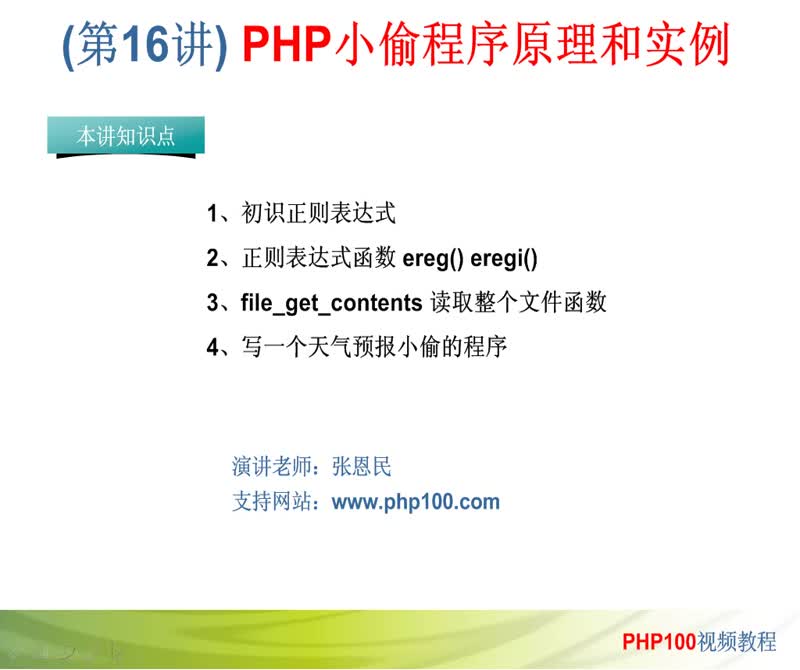 (第16讲) PHP小偷程序原理和实例
本讲知识点
1、初识正则表达式
2、正则表达式函数 ereg() eregi()
3、file_get_contents 读取整个文件函数
4、写一个天气预报小偷的程序
演讲老师：张恩民
支持网站：www.php100.com
PHP100视频教程